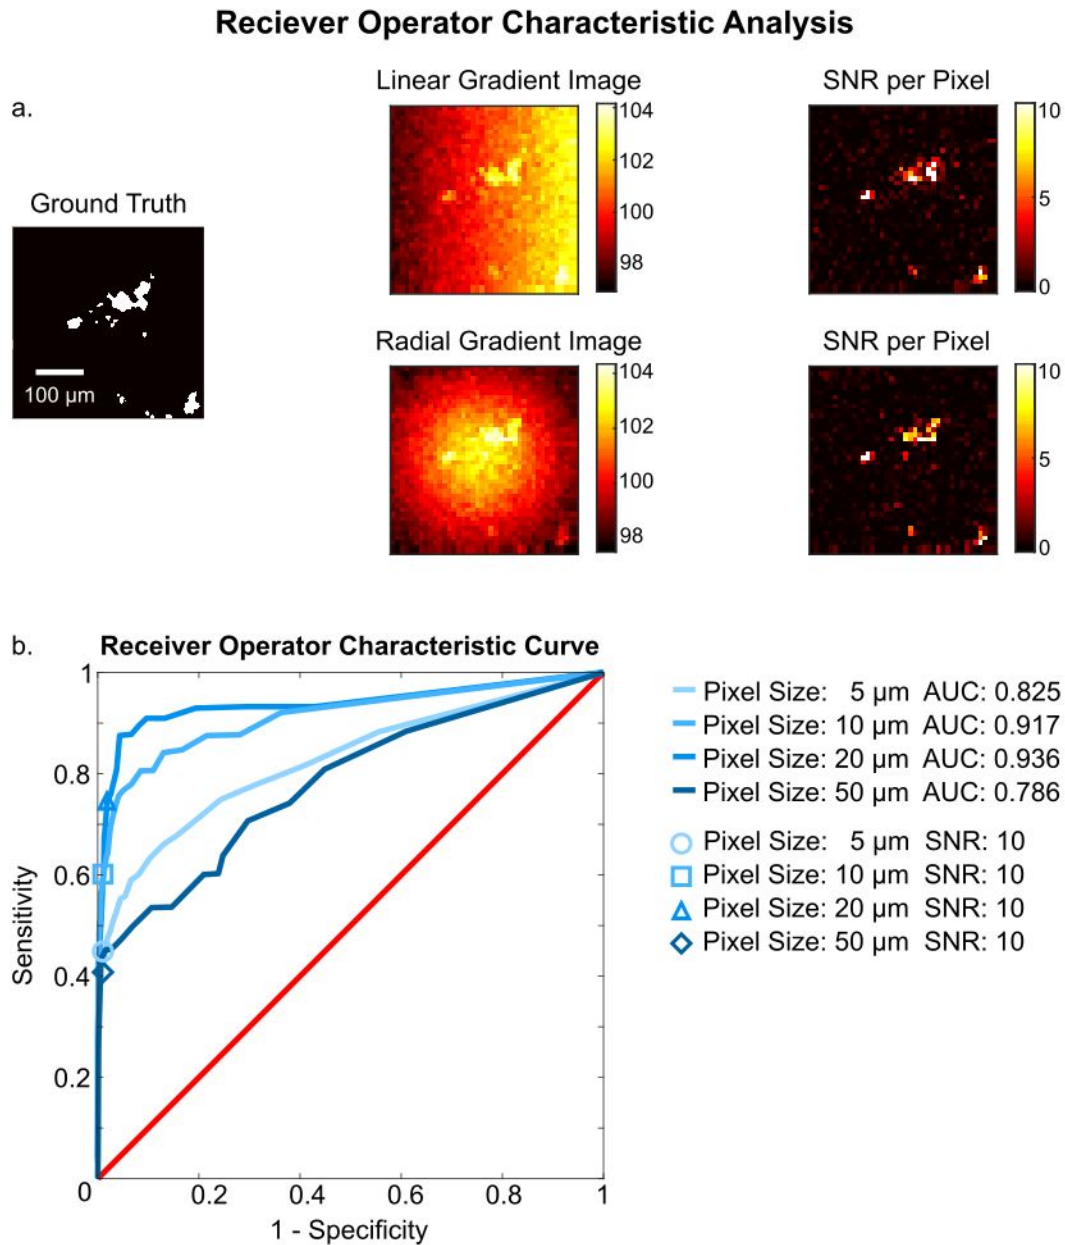 Reciever Operator Characteristic Analysis
a.
Ground Truth
100 µm
Linear Gradient Image
104
102
100
98
SNR per Pixel
10
5
0
Radial Gradient Image
104
102
100
98
SNR per Pixel
10
5
0
b.
Receiver Operator Characteristic Curve
1
0.8
0.6
0.4
0.2
0
0.2
0.4
0.6
0.8
1
Sensitivity
1 - Specificity
Pixel Size: 5 µm AUC: 0.825
Pixel Size: 10 µm AUC: 0.917
Pixel Size: 20 µm AUC: 0.936
Pixel Size: 50 µm AUC: 0.786
Pixel Size: 5 µm SNR: 10
Pixel Size: 10 µm SNR: 10
Pixel Size: 20 µm SNR: 10
Pixel Size: 50 µm SNR: 10